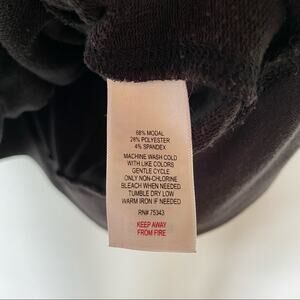 68% MODAL
28% POLYESTER
4% SPANDEX
MACHINE WASH COLD
WITH LIKE COLORS
GENTLE CYCLE
ONLY NON-CHLORINE
BLEACH WHEN NEEDED
TUMBLE DRY LOW
WARM IRON IF NEEDED
RN# 75343
KEEP AWAY
FROM FIRE